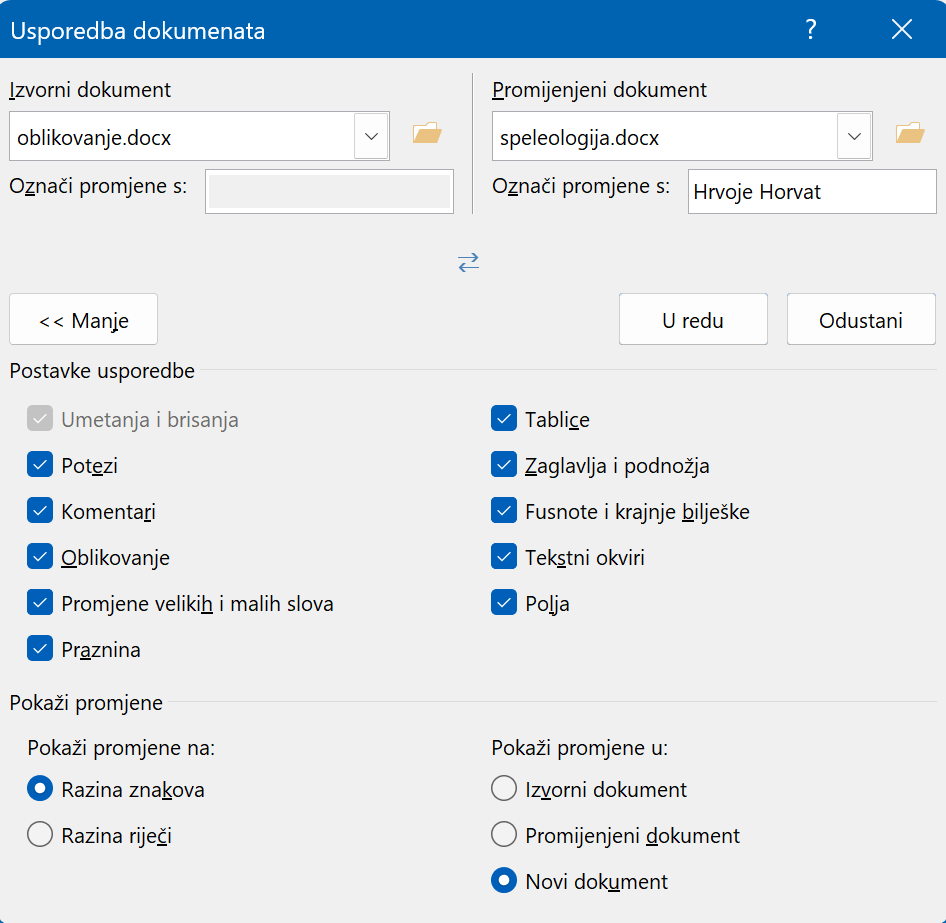 Usporedba dokumenata ?
Izvorni dokument
oblikovanje.docx
Označi promjene s:
Promijenjeni dokument
speleologija.docx
Označi promjene s: Hrvoje Horvat
<< Manje
U redu
Odustani
Postavke usporedbe
Umetanja i brisanja
Potezi
Komentari
Oblikovanje
Promjene velikih i malih slova
Praznina
Tablice
Zaglavlja i podnožja
Fusnote i krajnje bilješke
Tekstni okviri
Polja
Pokaži promjene
Pokaži promjene na:
Razina znakova
Razina riječi
Pokaži promjene u:
Izvorni dokument
Promijenjeni dokument
Novi dokument